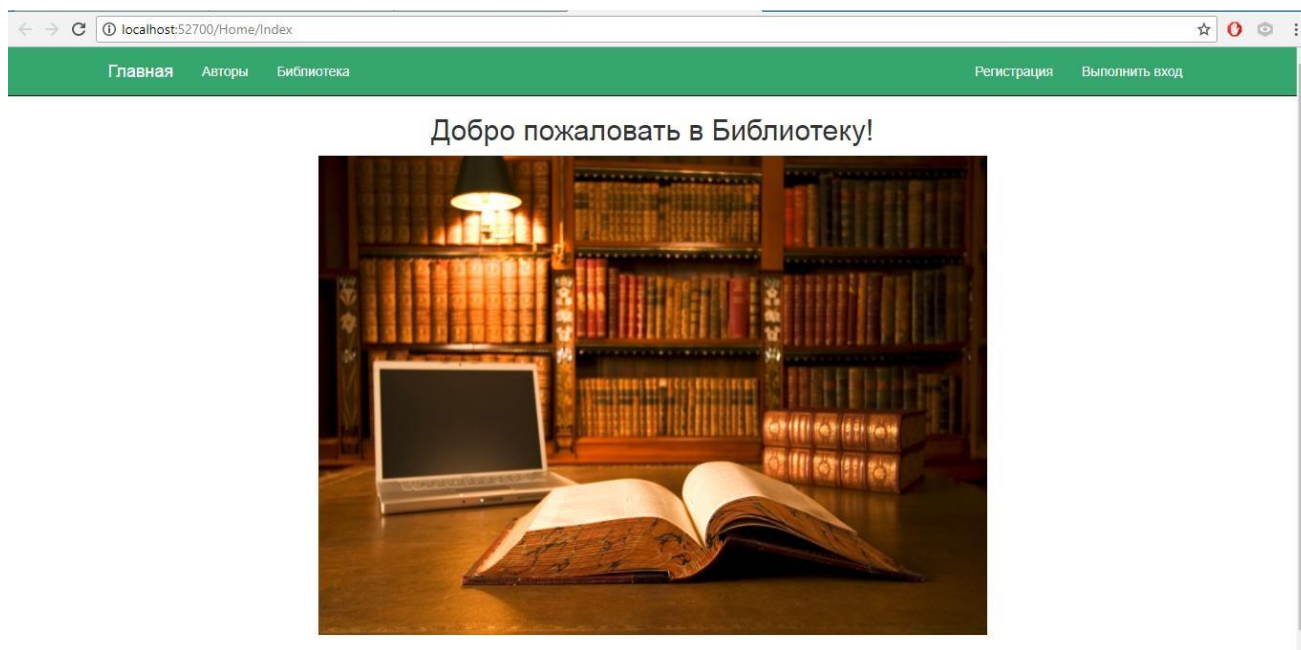 localhost:52700/Home/Index
Главная Авторы Библиотека Регистрация Выполнить вход
Добро пожаловать в Библиотеку!